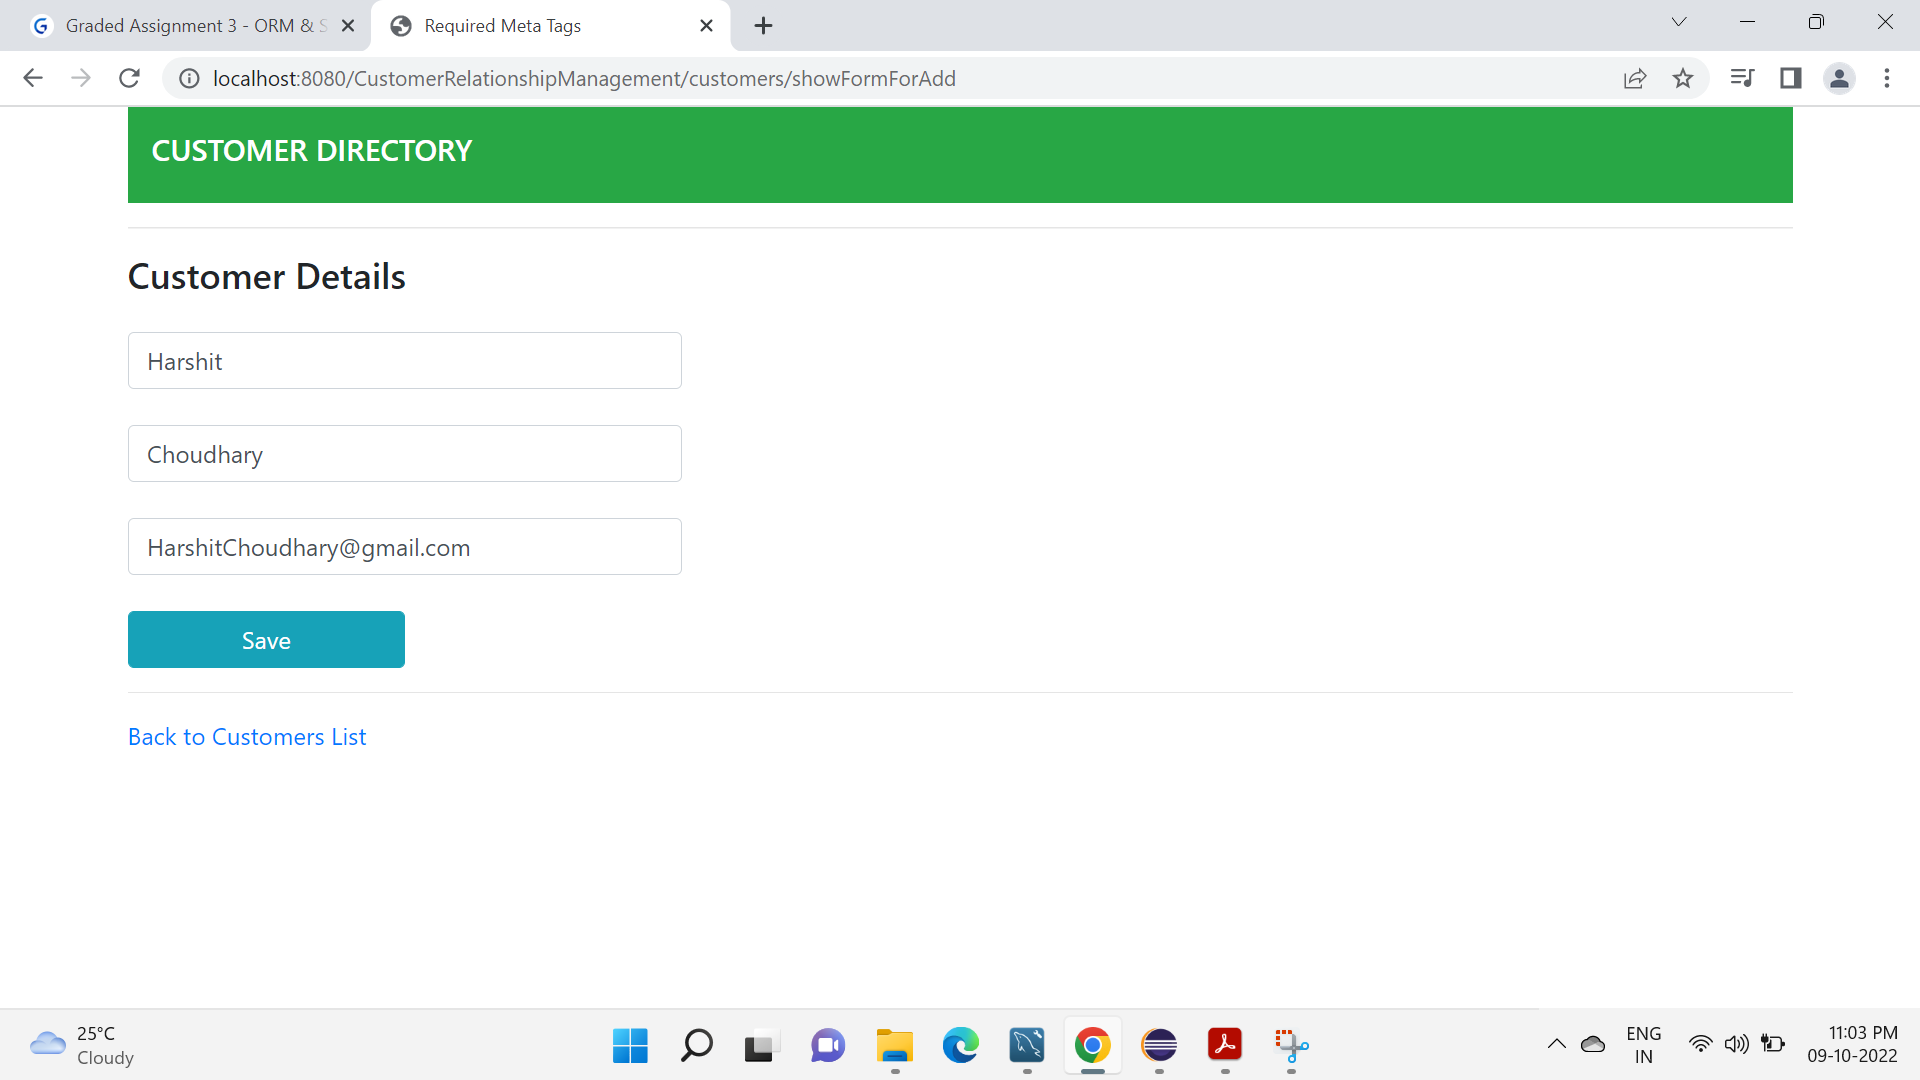 Graded Assignment 3 - ORM & S
Required Meta Tags
localhost:8080/CustomerRelationshipManagement/customers/showFormForAdd
CUSTOMER DIRECTORY
Customer Details
Harshit
Choudhary
HarshitChoudhary@gmail.com
Save
Back to Customers List
25°C
Cloudy
ENG
IN
11:03 PM
09-10-2022